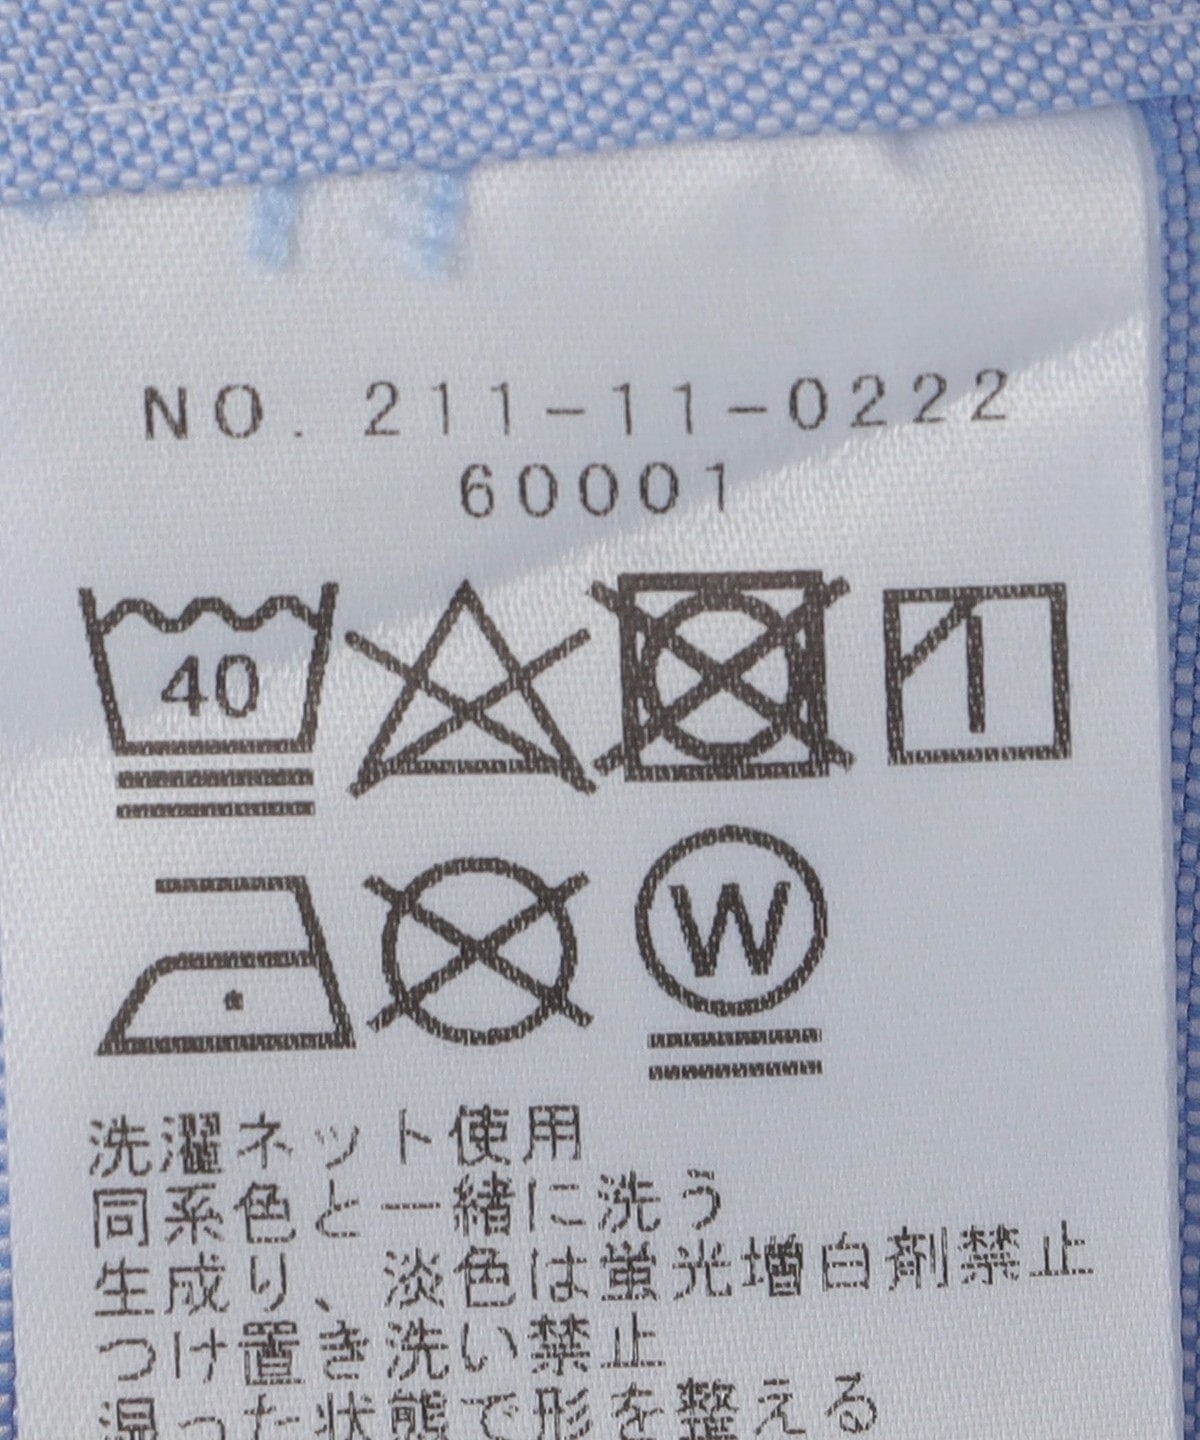 NO. 211-11-0222
60001
40
W
洗濯ネット使用
同系色と一緒に洗う
生成り、淡色は蛍光増白剤禁止
つけ置き洗い禁止
湿った状態で形を整える